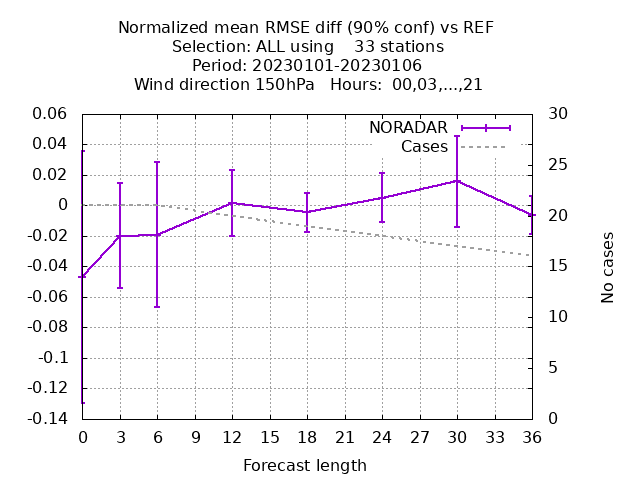 Normalized mean RMSE diff (90% conf) vs REF
Selection: ALL using    33 stations
Period: 20230101-20230106
Wind direction 150hPa   Hours:  00,03,...,21
NORADAR
Cases
0.06
0.04
0.02
0
-0.02
-0.04
-0.06
-0.08
-0.1
-0.12
-0.14
30
25
20
15
10
5
0
No cases
0 3 6 9 12 15 18 21 24 27 30 33 36
Forecast length